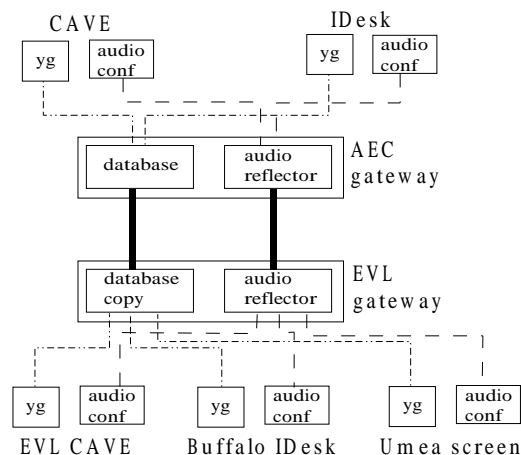 CAVE
IDesk
yg
audio
conf
yg
audio
conf
database
audio
reflector
AEC
gateway
database
copy
audio
reflector
EVL
gateway
yg
audio
conf
yg
audio
conf
yg
audio
conf
EVL CAVE
Buffalo IDesk
Umea screen